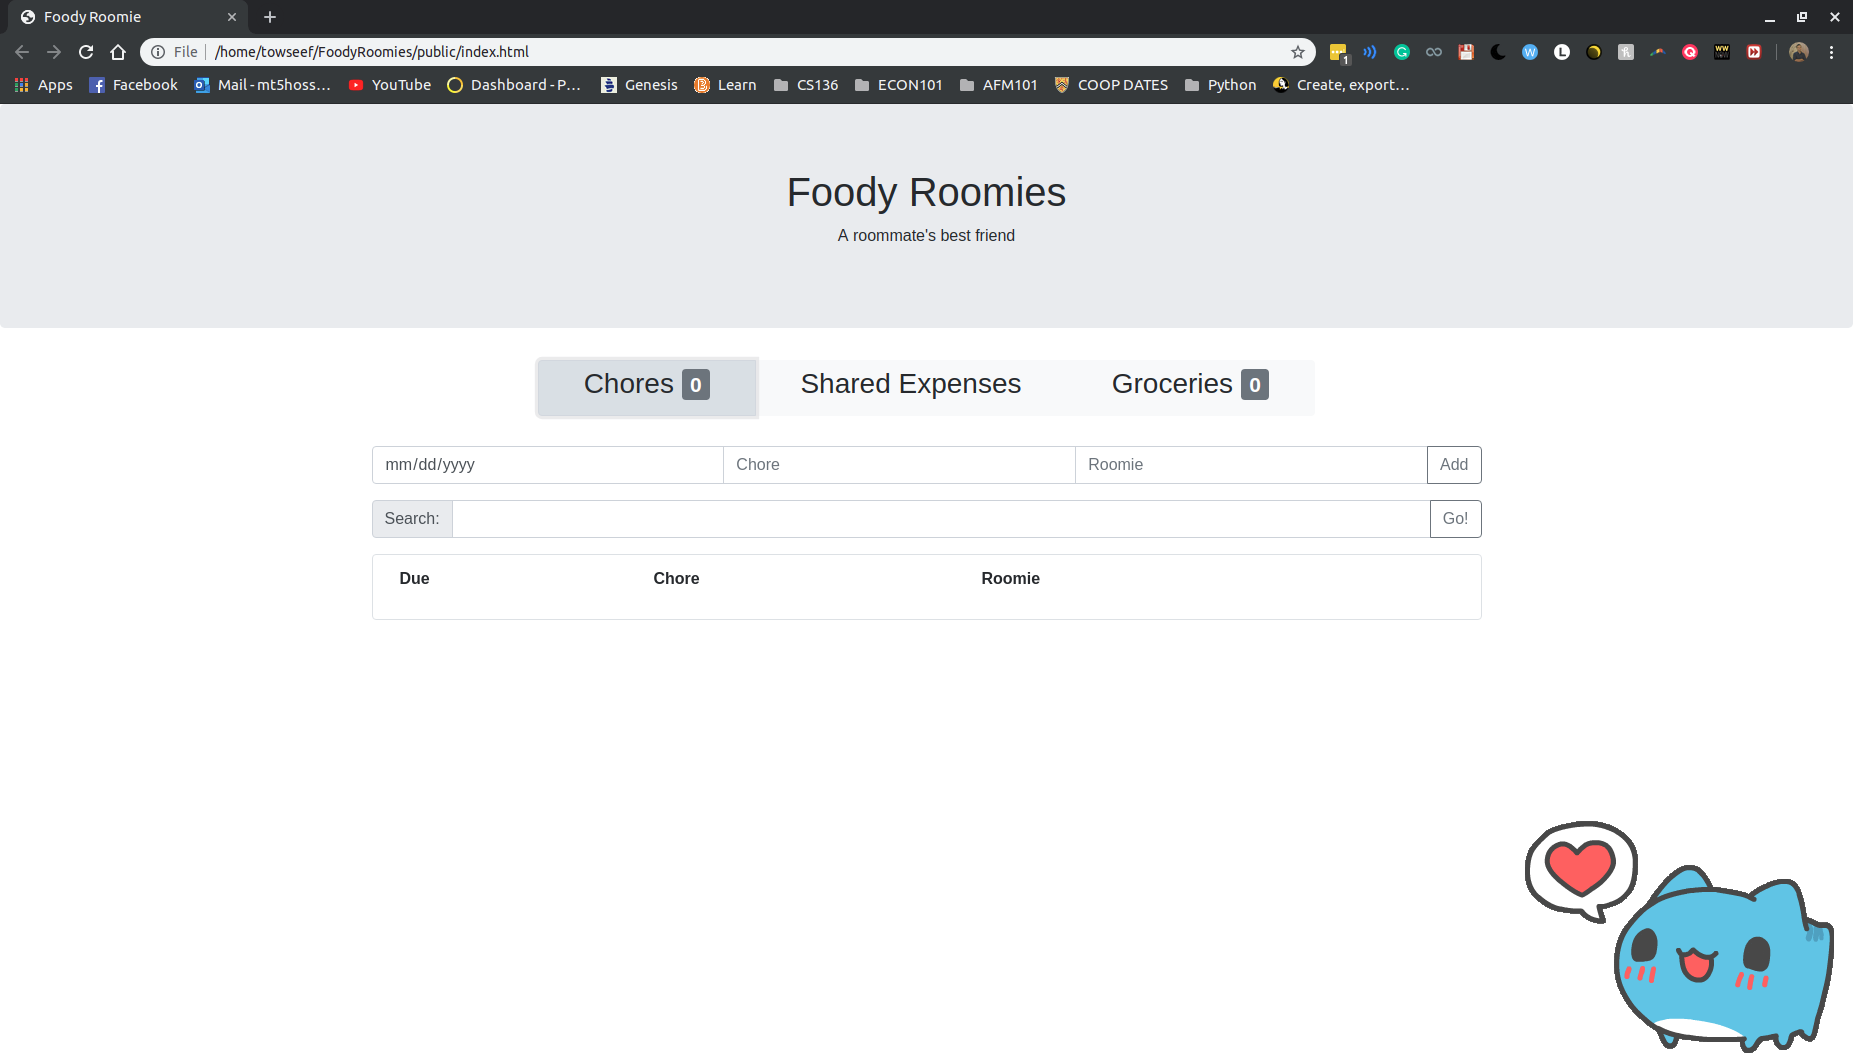 Foody Roomie
File /home/towseef/FoodyRoomies/public/index.html 1
Apps Facebook Mail - mt5hoss... YouTube Dashboard - P... Genesis Learn CS136 ECON101 AFM101 COOP DATES Python Create, export...
Foody Roomies
A roommate's best friend
Chores 0 Shared Expenses Groceries 0
mm/dd/yyyy Chore Roomie Add
Search: Go!
Due Chore Roomie